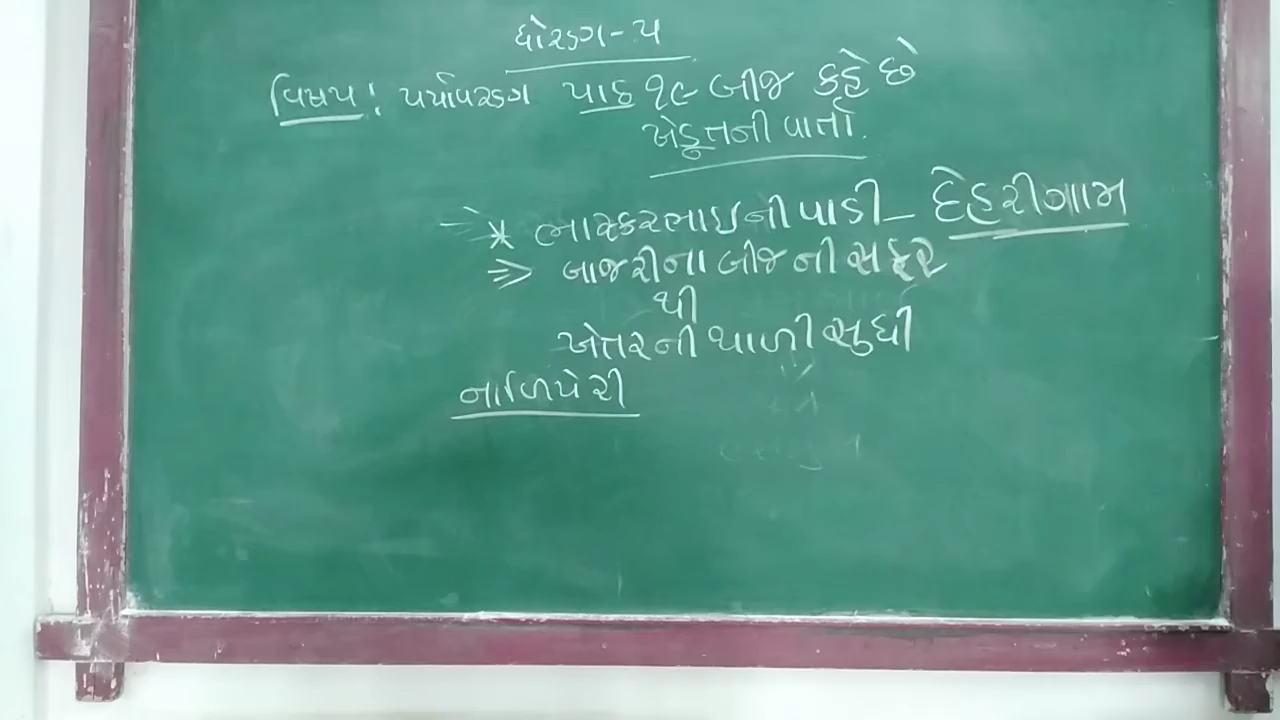 ધોરણ-૫
વિષય: પર્યાવરણ પાઠ ૧૯ બીજ કહે છે
ખેડૂતની વાર્તા.
* ભાસ્કરભાઇની વાડી - દેહરીગામ
⇒ બાજરીના બીજની સફર
થી
ખેતરની થાળી સુધી
નાળિયેરી